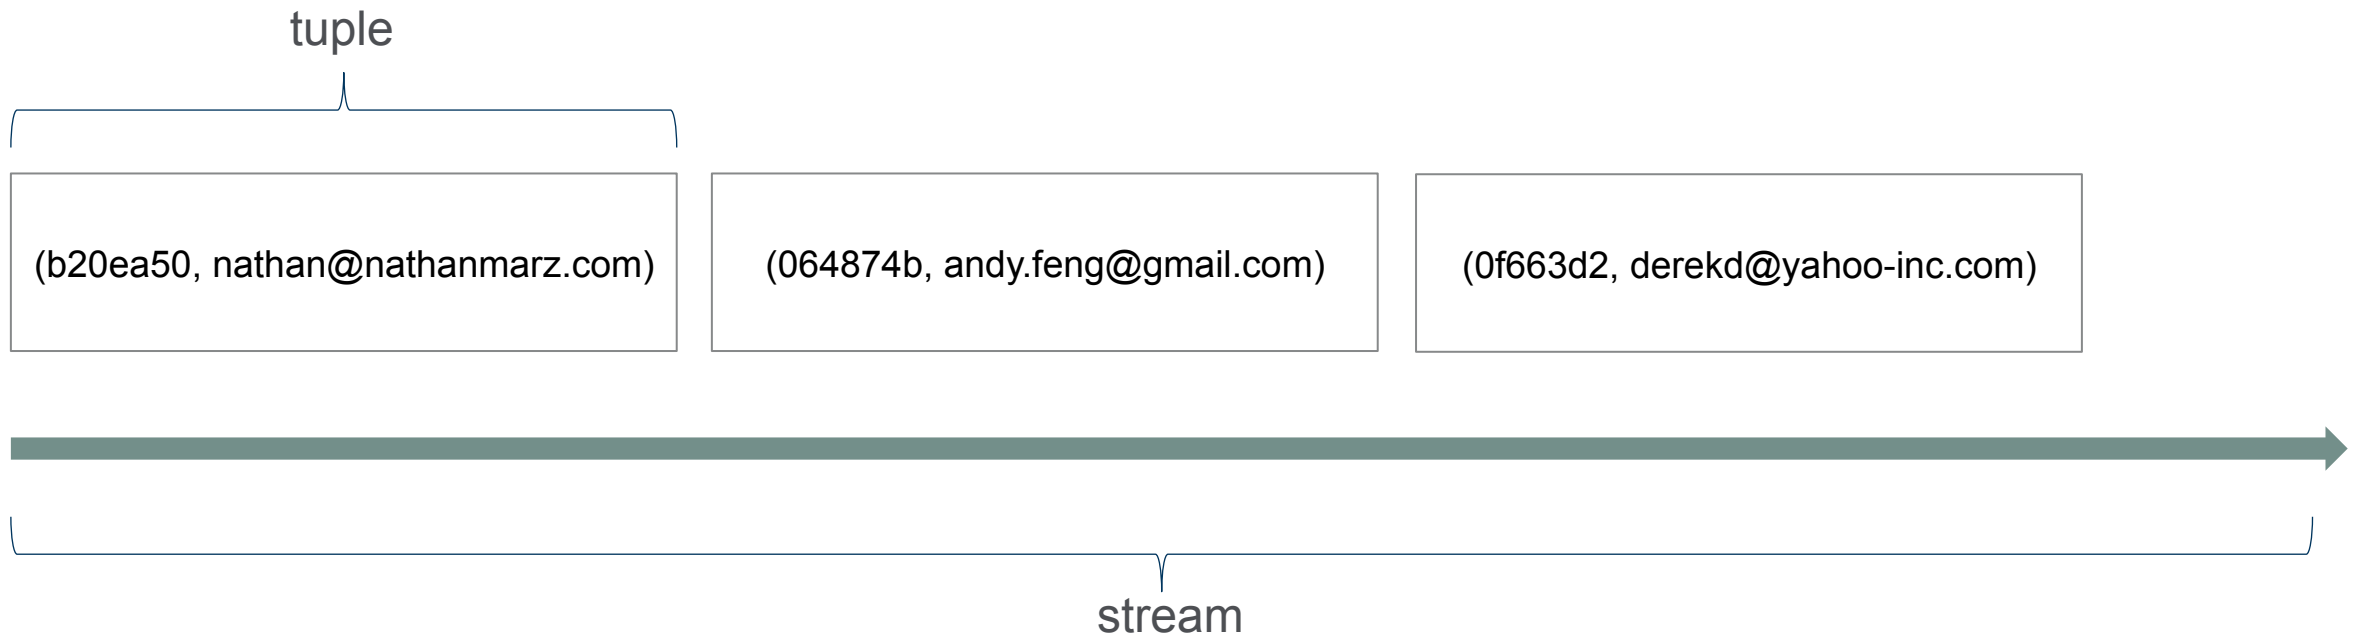 tuple
(b20ea50, nathan@nathanmarz.com)
(064874b, andy.feng@gmail.com)
(0f663d2, derekd@yahoo-inc.com)
stream